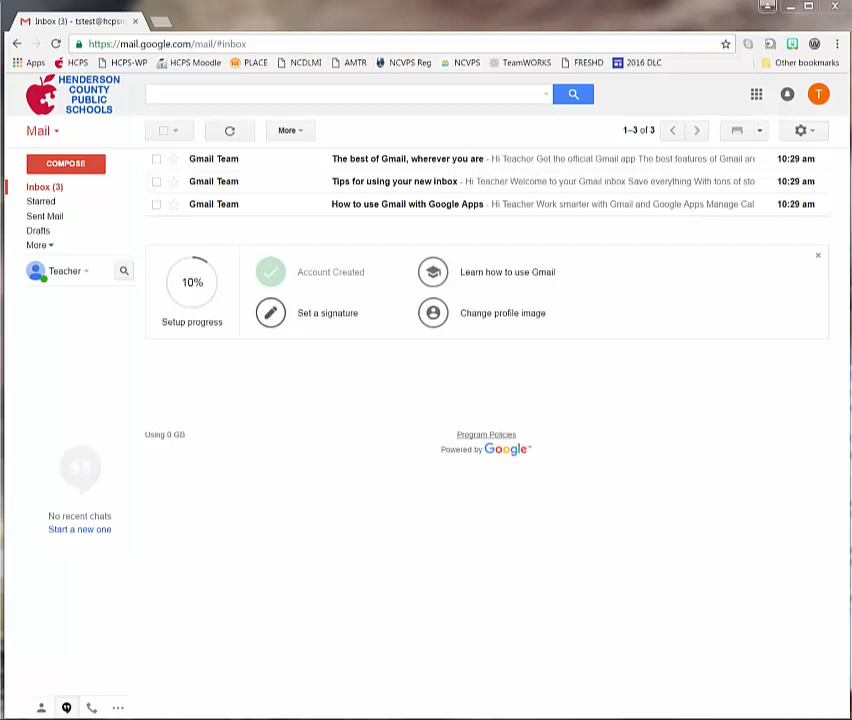 Inbox (3) - tstest@hcpsn
https://mail.google.com/mail/#inbox
Apps HCPS HCPS-WP HCPS Moodle PLACE NCDLMI AMTR NCVPS Reg NCVPS TeamWORKS FRESHD 2016 DLC Other bookmarks
HENDERSON
COUNTY
PUBLIC
SCHOOLS
T
Mail
More
1–3 of 3
COMPOSE
Inbox (3)
Starred
Sent Mail
Drafts
More
Teacher
Gmail Team The best of Gmail, wherever you are - Hi Teacher Get the official Gmail app The best features of Gmail are 10:29 am
Gmail Team Tips for using your new inbox - Hi Teacher Welcome to your Gmail inbox Save everything With tons of sto 10:29 am
Gmail Team How to use Gmail with Google Apps - Hi Teacher Work smarter with Gmail and Google Apps Manage Cal 10:29 am
10%
Setup progress
Account Created
Learn how to use Gmail
Set a signature
Change profile image
Using 0 GB
Program Policies
Powered by Google™
No recent chats
Start a new one